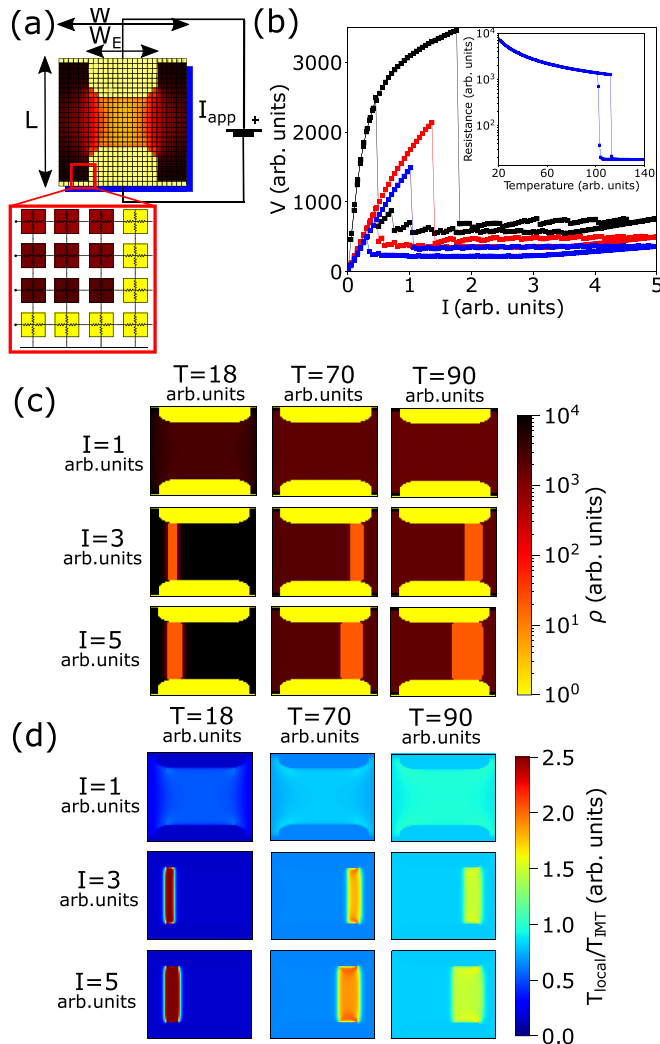 (a)
W
W_E
L
I_app
+
(b)
V (arb. units)
3500
3000
2000
1000
0
0 1 2 3 4 5
I (arb. units)
Resistance (arb. units)
10^4
10^3
10^2
20 60 100 140
Temperature (arb. units)
(c)
T=18 T=70 T=90
arb.units arb.units arb.units
I=1
arb.units
I=3
arb.units
I=5
arb.units
10^4
10^3
10^2
10^1
10^0
ρ (arb. units)
(d)
T=18 T=70 T=90
arb.units arb.units arb.units
I=1
arb.units
I=3
arb.units
I=5
arb.units
2.5
2.0
1.5
1.0
0.5
0.0
T_local/T_IMT (arb. units)